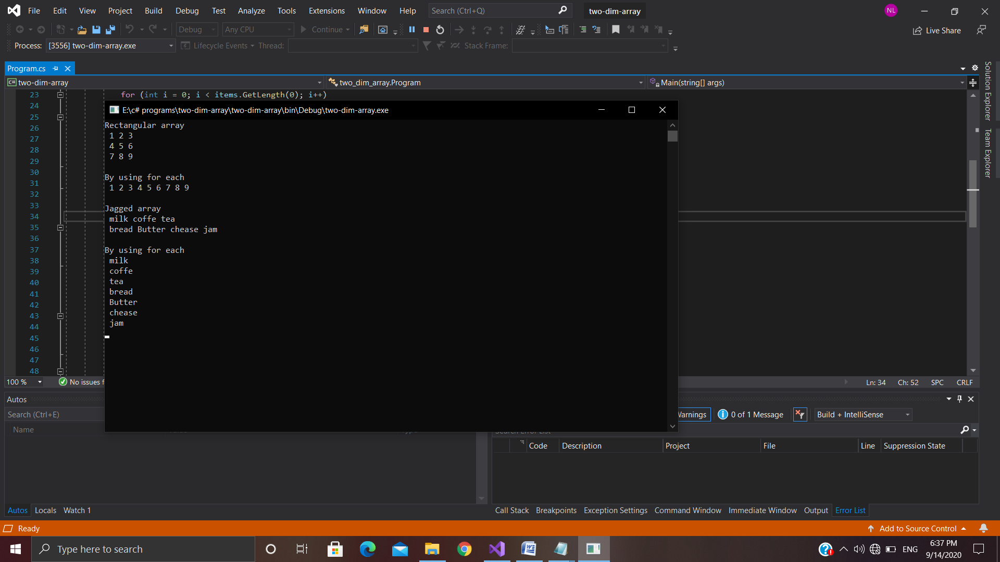 File Edit View Project Build Debug Test Analyze Tools Extensions Window Help Search (Ctrl+Q) two-dim-array NL
Debug Any CPU Continue Live Share
Process: [3556] two-dim-array.exe Lifecycle Events Thread: Stack Frame:
Program.cs
C# two-dim-array two_dim_array.Program Main(string[] args)
Solution Explorer
Team Explorer
23 for (int i = 0; i < items.GetLength(0); i++)
24
25
26
27
28
29
30
31
32
33
34
35
36
37
38
39
40
41
42
43
44
45
46
47
48
E:\c# programs\two-dim-array\two-dim-array\bin\Debug\two-dim-array.exe
Rectangular array
1 2 3
4 5 6
7 8 9
By using for each
1 2 3 4 5 6 7 8 9
Jagged array
milk coffe tea
bread Butter chease jam
By using for each
milk
coffe
tea
bread
Butter
chease
jam
100 % No issues Ln: 34 Ch: 52 SPC CRLF
Autos
Search (Ctrl+E) Warnings 0 of 1 Message Build + IntelliSense
Name
Search Error List
Code Description Project File Line Suppression State
Autos Locals Watch 1 Call Stack Breakpoints Exception Settings Command Window Immediate Window Output Error List
Ready Add to Source Control
Type here to search ENG 6:37 PM
9/14/2020